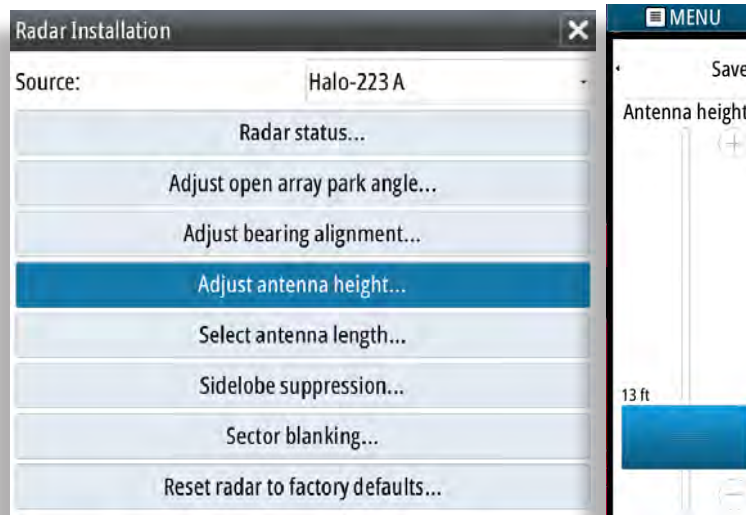 Radar Installation
Source:
Halo-223 A
Radar status...
Adjust open array park angle...
Adjust bearing alignment...
Adjust antenna height...
Select antenna length...
Sidelobe suppression...
Sector blanking...
Reset radar to factory defaults...
MENU
Save
Antenna height
13 ft